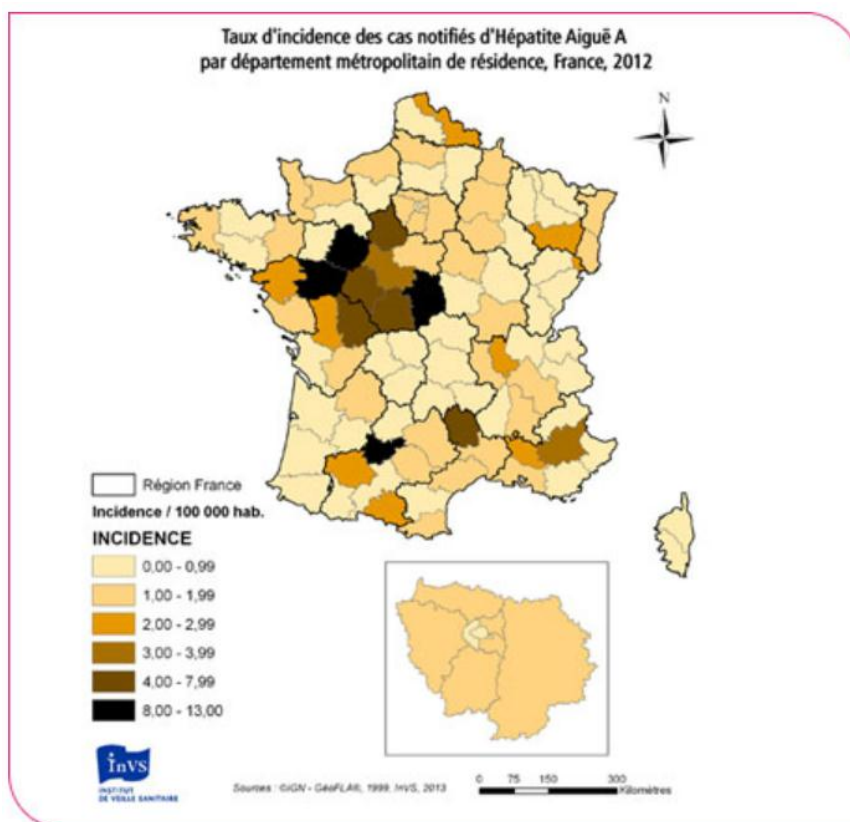 Taux d'incidence des cas notifiés d'Hépatite Aiguë A
par département métropolitain de résidence, France, 2012
N
Région France
Incidence / 100 000 hab.
INCIDENCE
0,00 - 0,99
1,00 - 1,99
2,00 - 2,99
3,00 - 3,99
4,00 - 7,99
8,00 - 13,00
InVS
INSTITUT
DE VEILLE SANITAIRE
Sources : ©IGN - GéoFLA®, 1999, InVS, 2013
0 75 150 300
Kilomètres